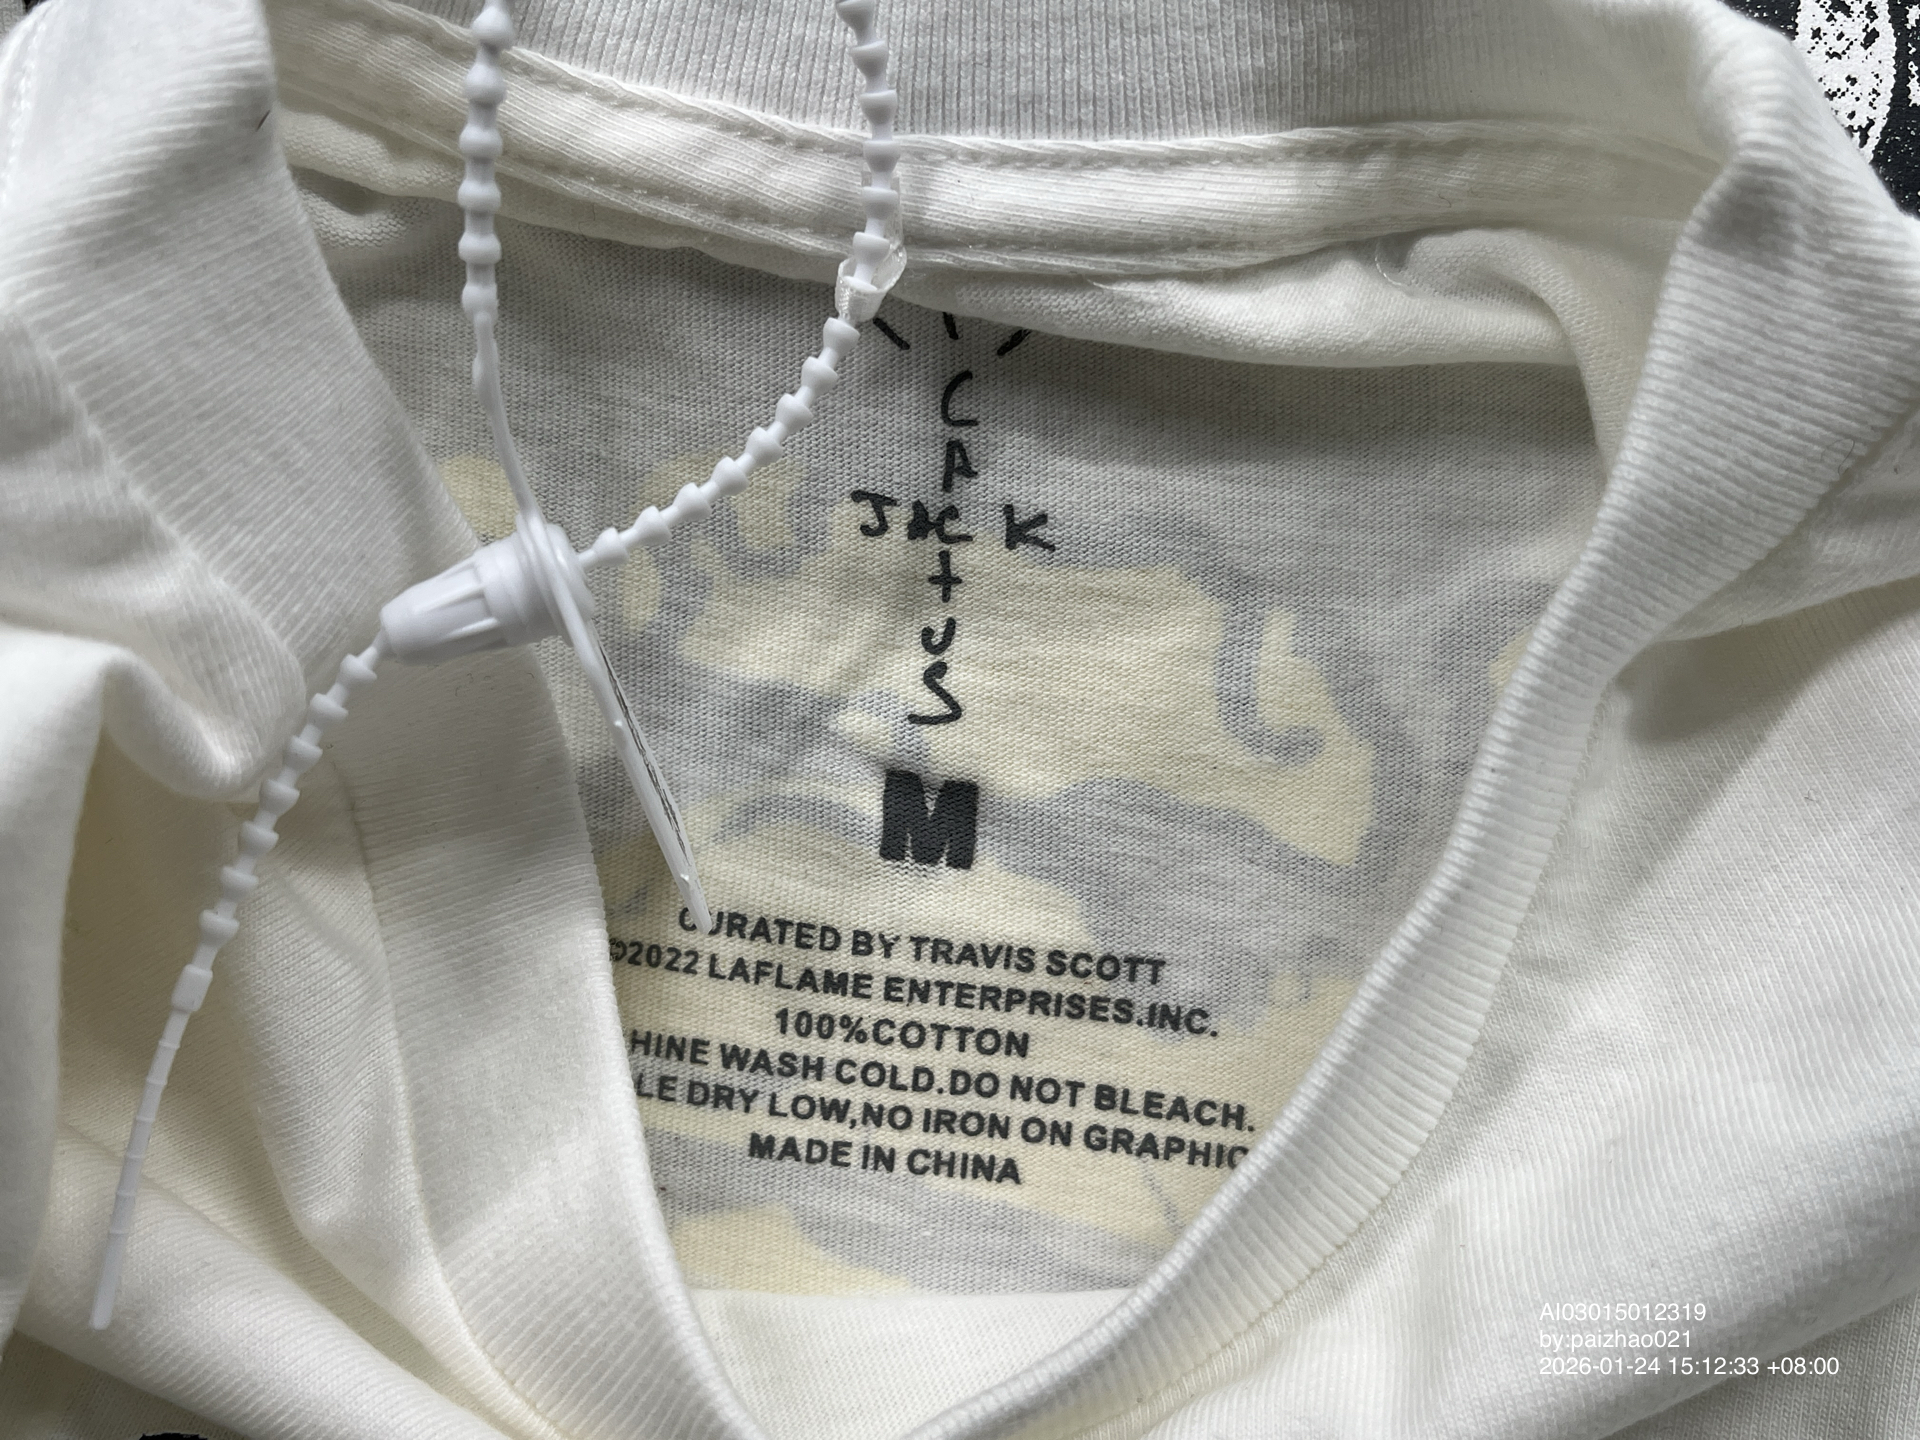 CACTUS
JACK
M
CURATED BY TRAVIS SCOTT
©2022 LAFLAME ENTERPRISES.INC.
100%COTTON
HINE WASH COLD.DO NOT BLEACH.
LE DRY LOW,NO IRON ON GRAPHIC
MADE IN CHINA
AI03015012319
by:paizhao021
2026-01-24 15:12:33 +08:00